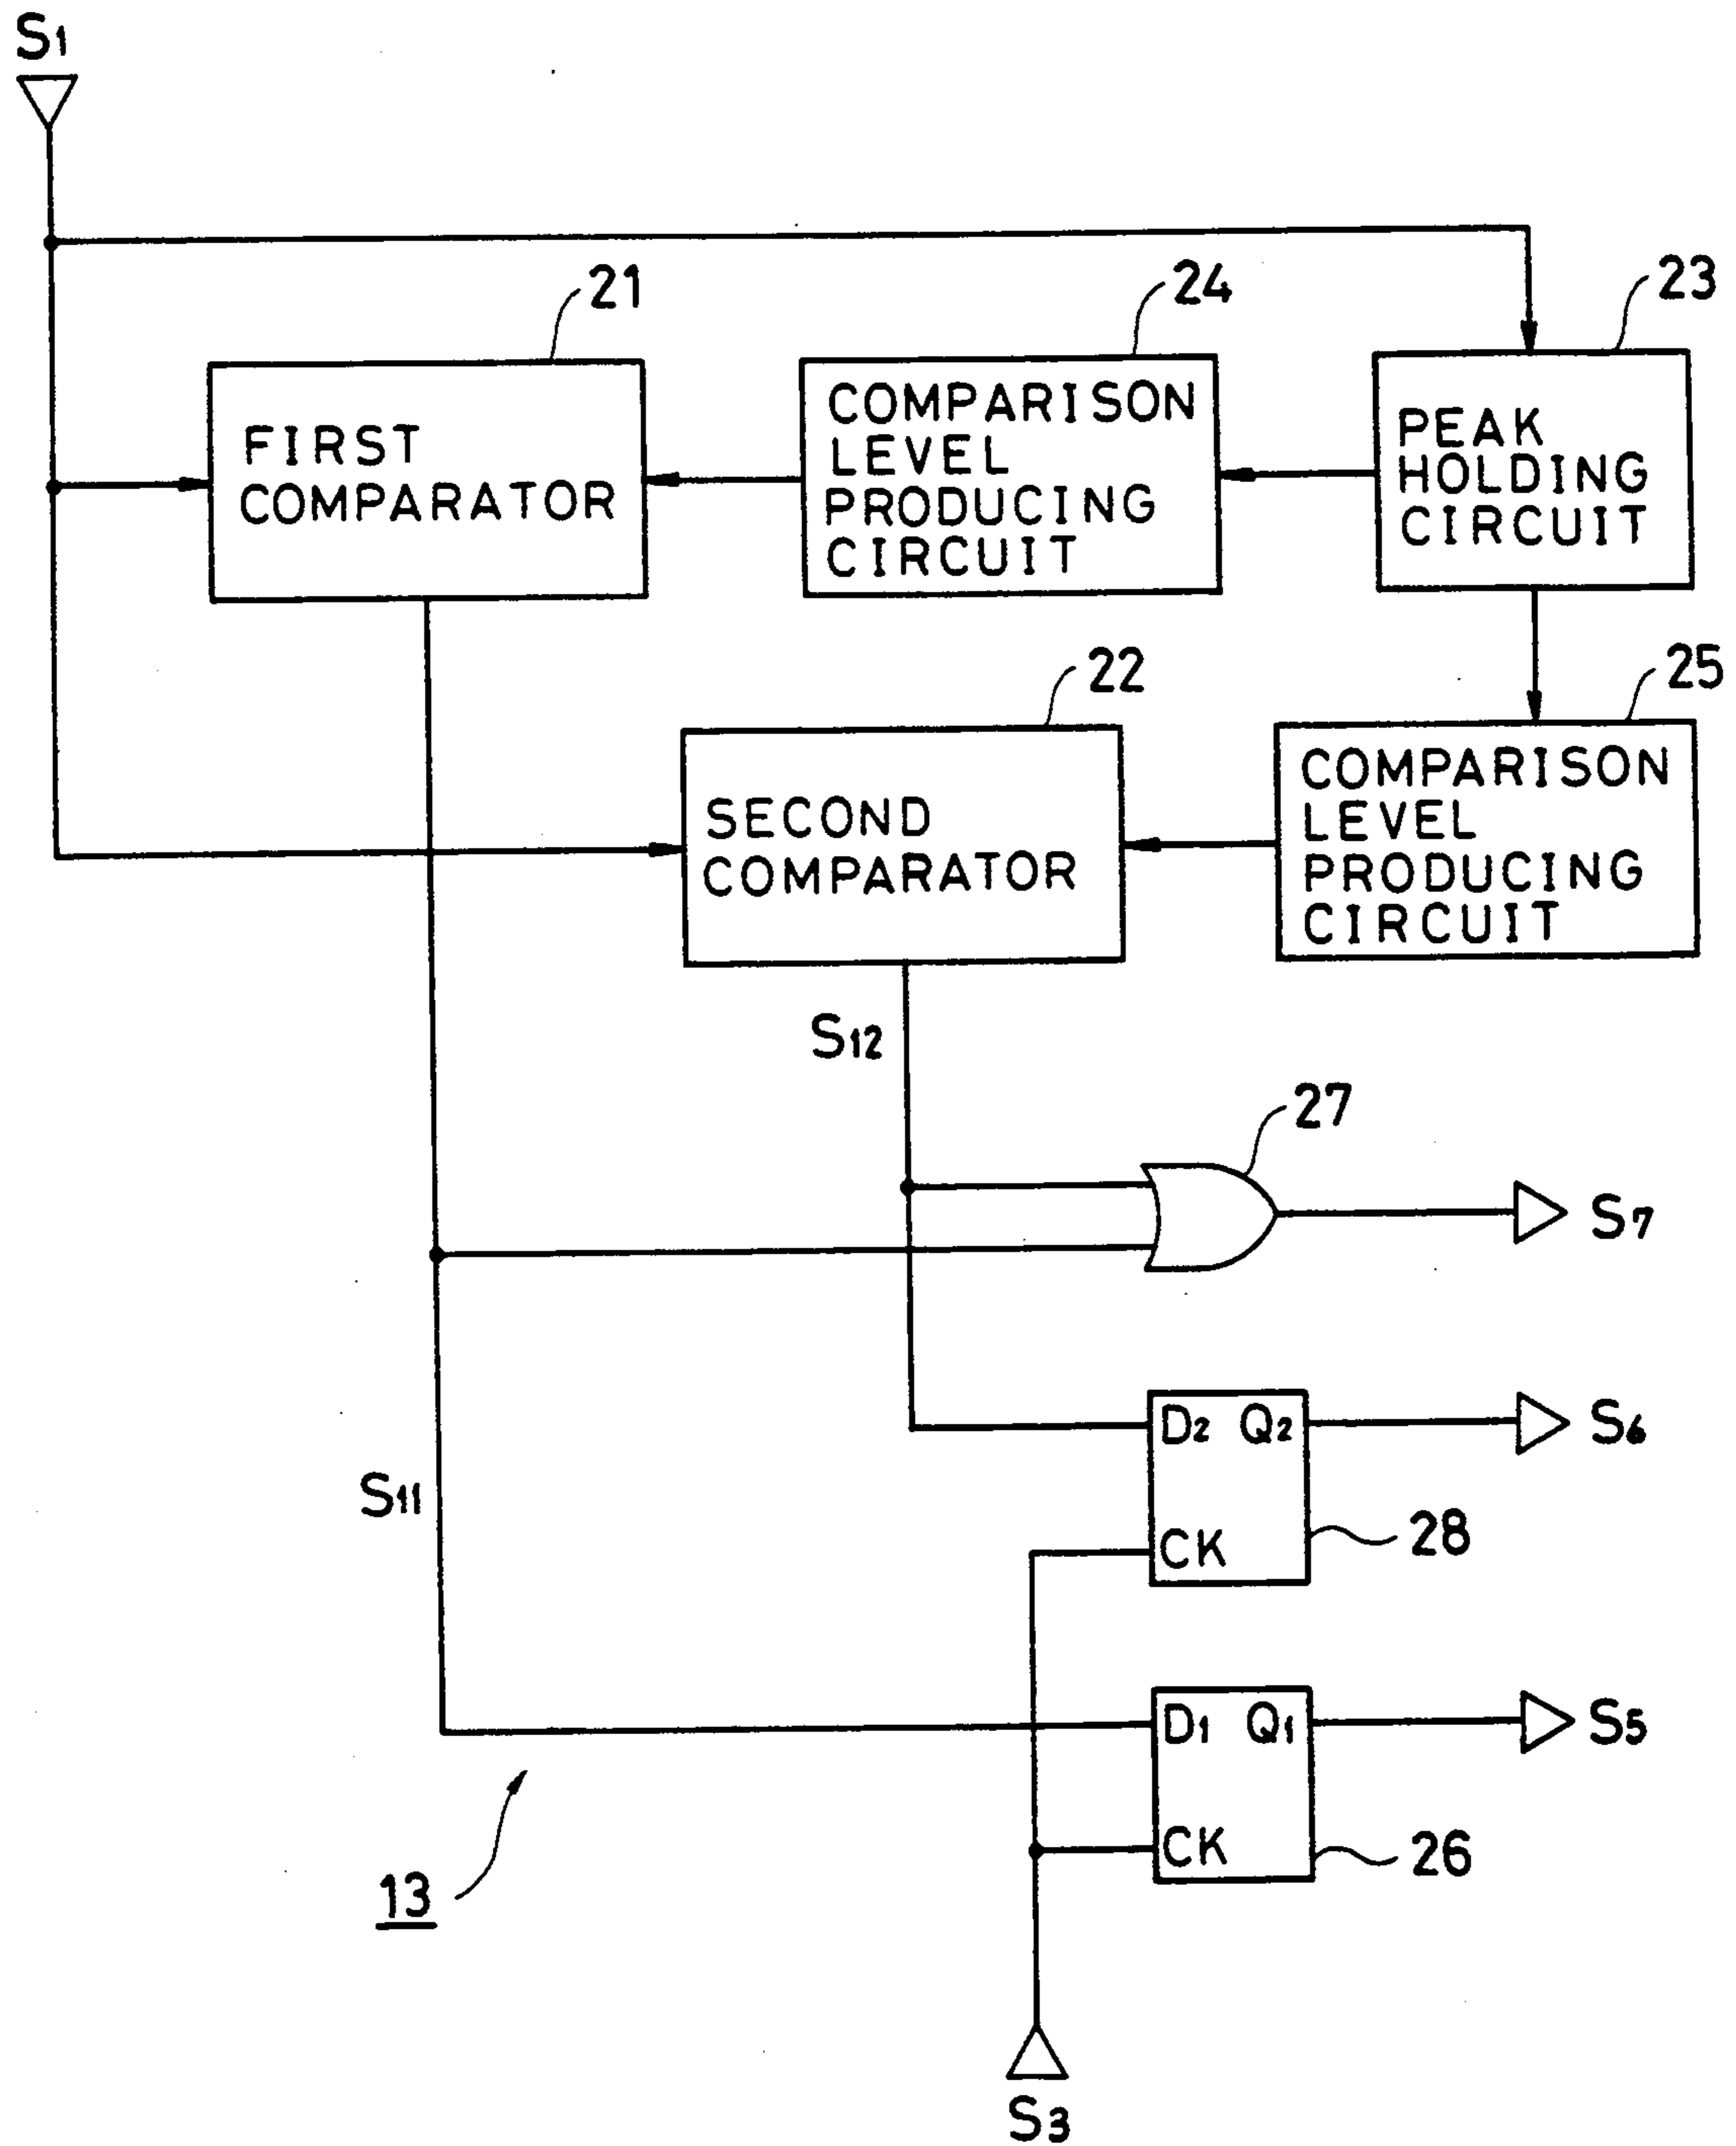 S1
21
24
23
FIRST
COMPARATOR
COMPARISON
LEVEL
PRODUCING
CIRCUIT
PEAK
HOLDING
CIRCUIT
22
25
SECOND
COMPARATOR
COMPARISON
LEVEL
PRODUCING
CIRCUIT
S12
27
S7
D2 Q2
S6
S11
CK
28
D1 Q1
S5
CK
26
13
S3